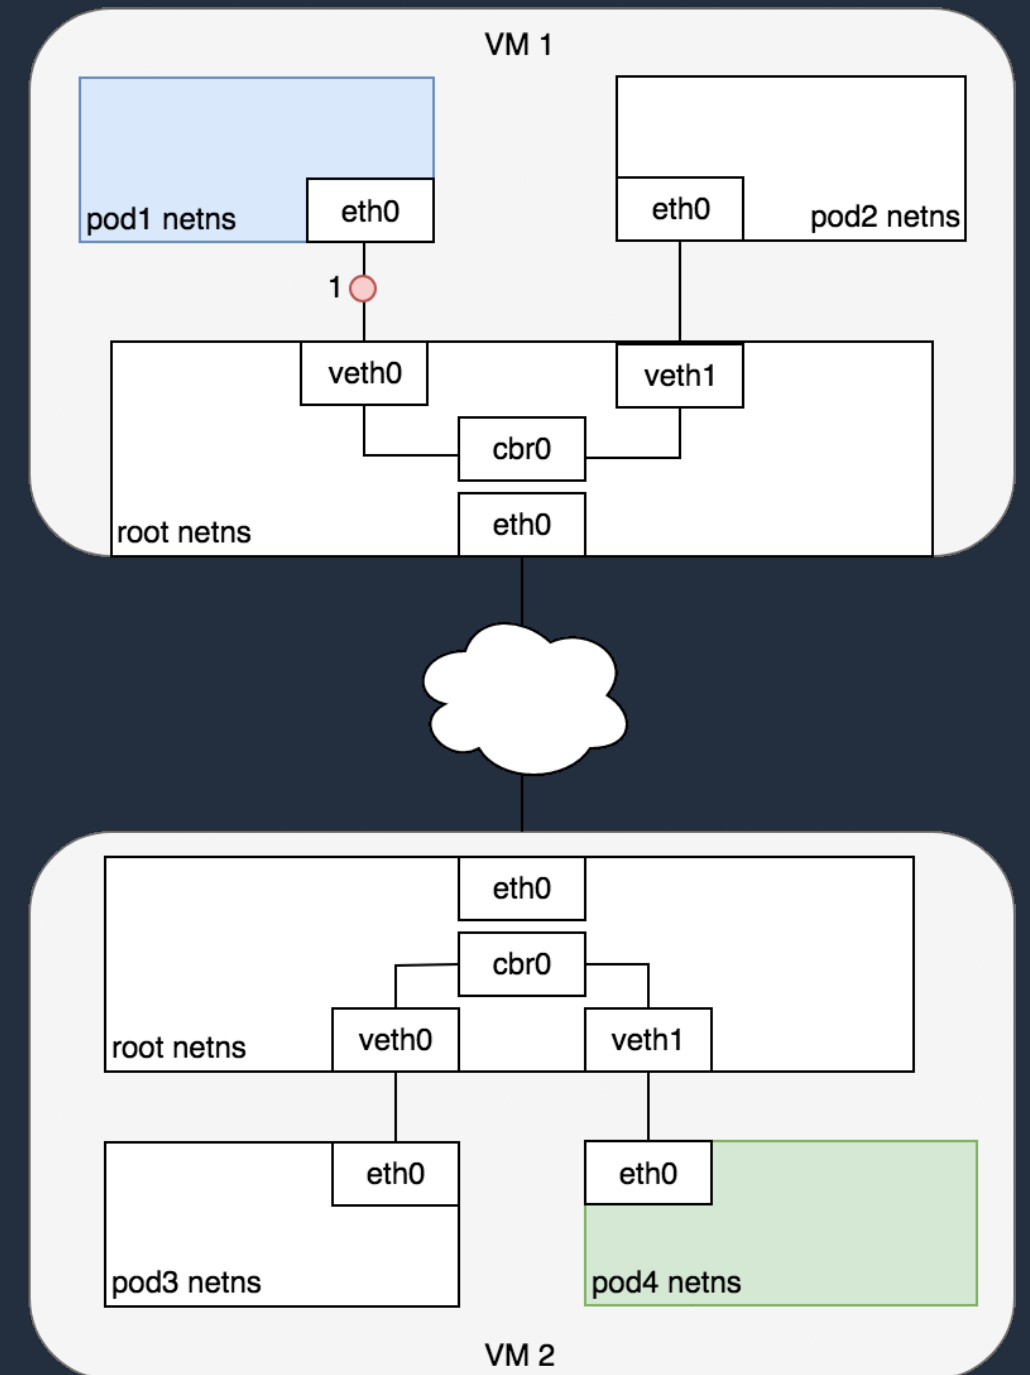 VM 1
pod1 netns
eth0
eth0
pod2 netns
1
veth0
veth1
cbr0
root netns
eth0
eth0
cbr0
root netns
veth0
veth1
eth0
eth0
pod3 netns
pod4 netns
VM 2